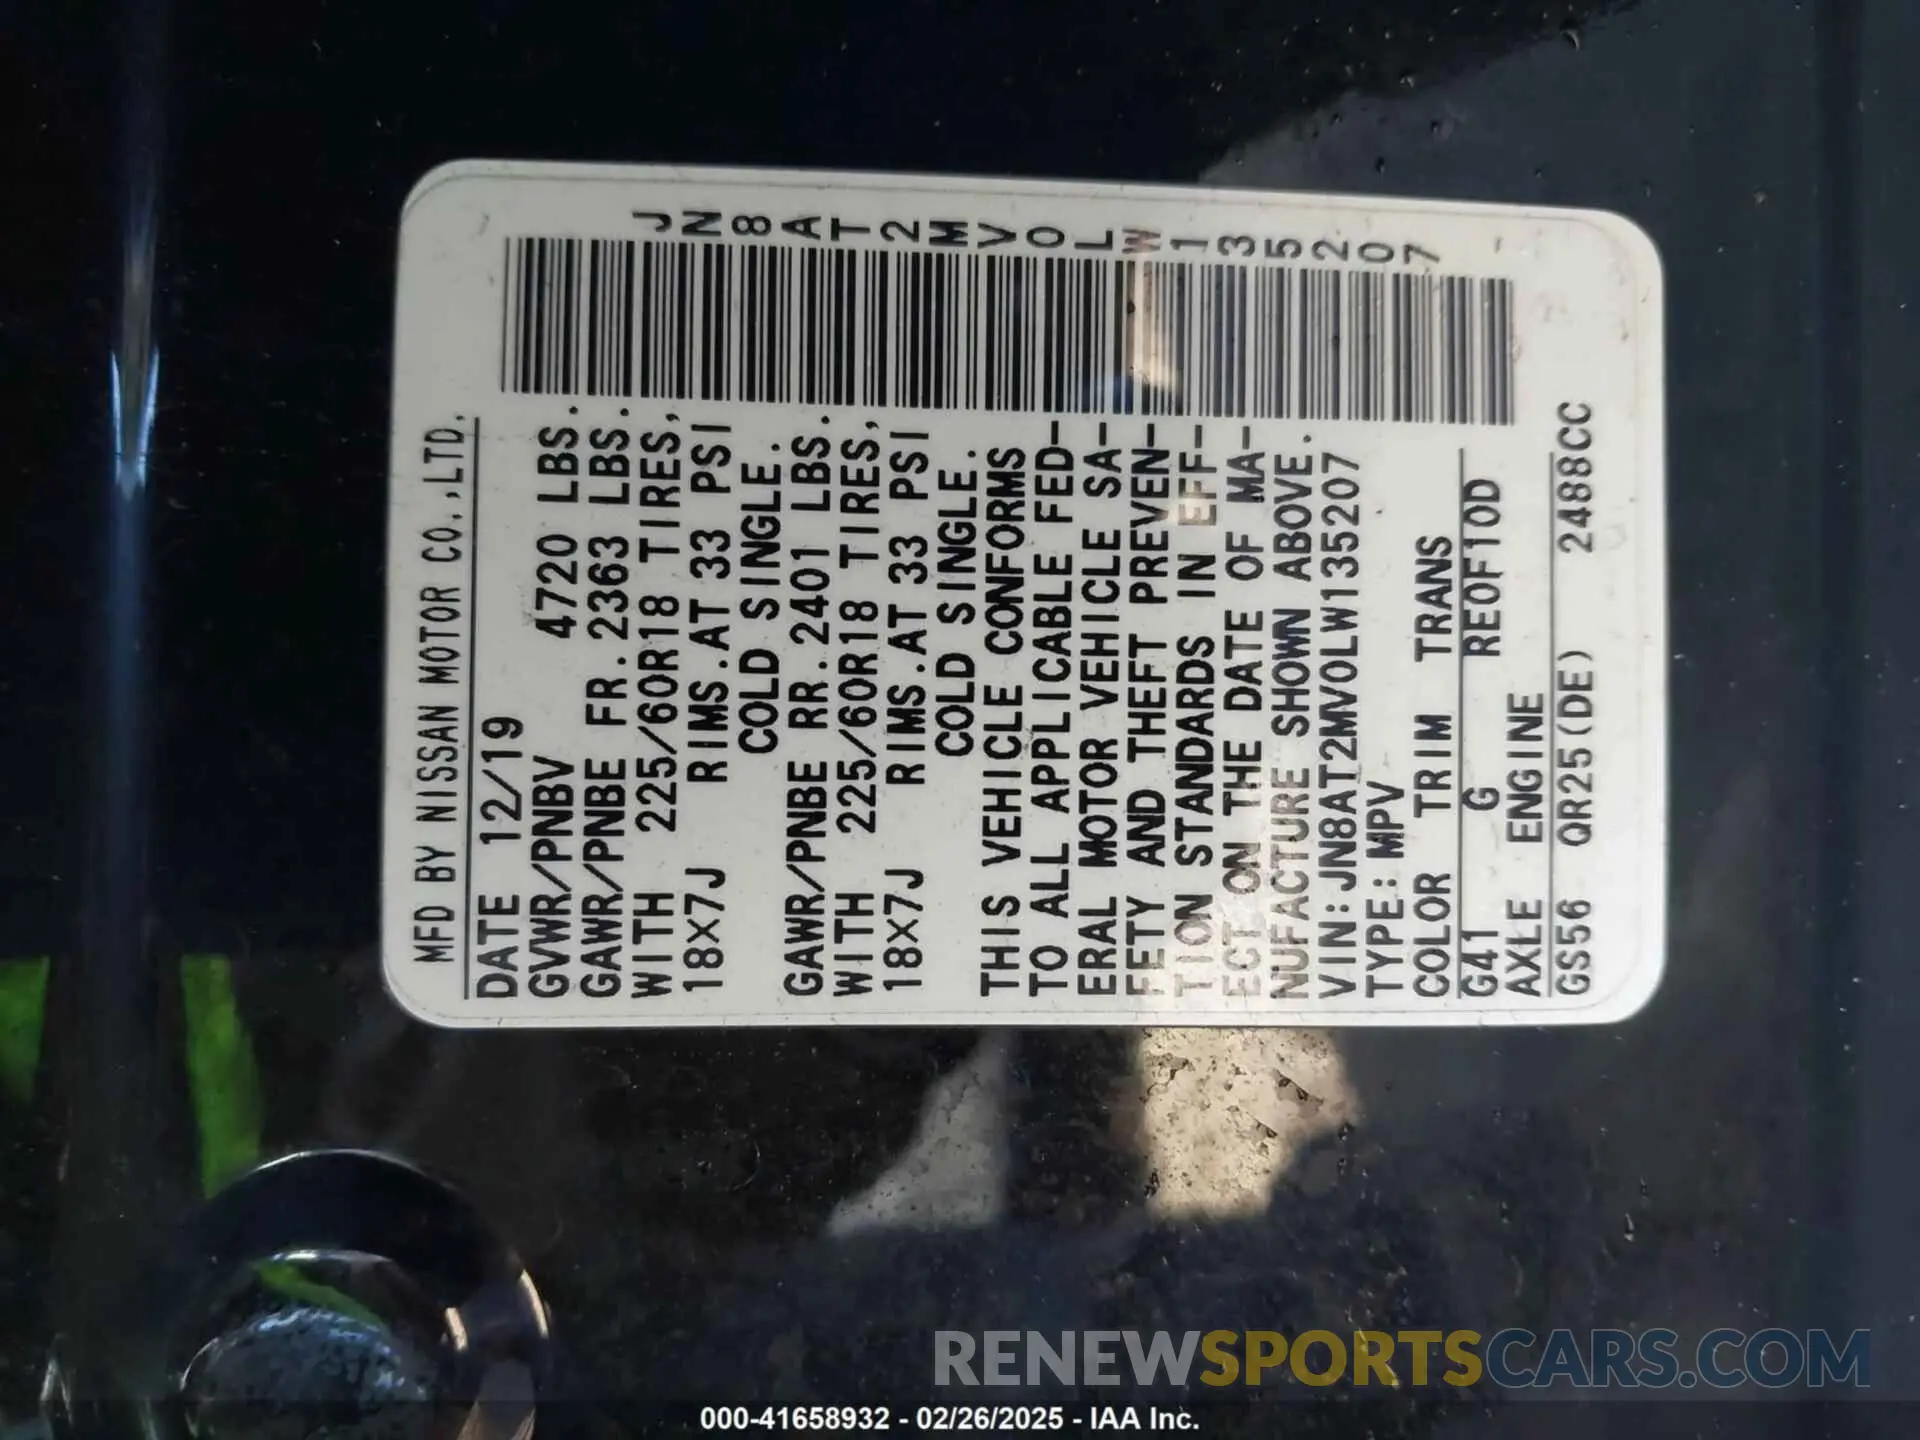 MFD BY NISSAN MOTOR CO.,LTD.
DATE 12/19
GVWR/PNBV 4720 LBS.
GAWR/PNBE FR.2363 LBS.
WITH 225/60R18 TIRES,
18×7J RIMS.AT 33 PSI
COLD SINGLE.
GAWR/PNBE RR.2401 LBS.
WITH 225/60R18 TIRES,
18×7J RIMS.AT 33 PSI
COLD SINGLE.
THIS VEHICLE CONFORMS
TO ALL APPLICABLE FED-
ERAL MOTOR VEHICLE SA-
FETY AND THEFT PREVEN-
TION STANDARDS IN EFF-
ECT ON THE DATE OF MA-
NUFACTURE SHOWN ABOVE.
VIN:JN8AT2MV0LW135207
TYPE:MPV
COLOR TRIM TRANS
G41 G RE0F10D
AXLE ENGINE
GS56 QR25(DE) 2488CC
JN8AT2MV0LW135207
RENEWSPORTSCARS.COM
000-41658932 - 02/26/2025 - IAA Inc.